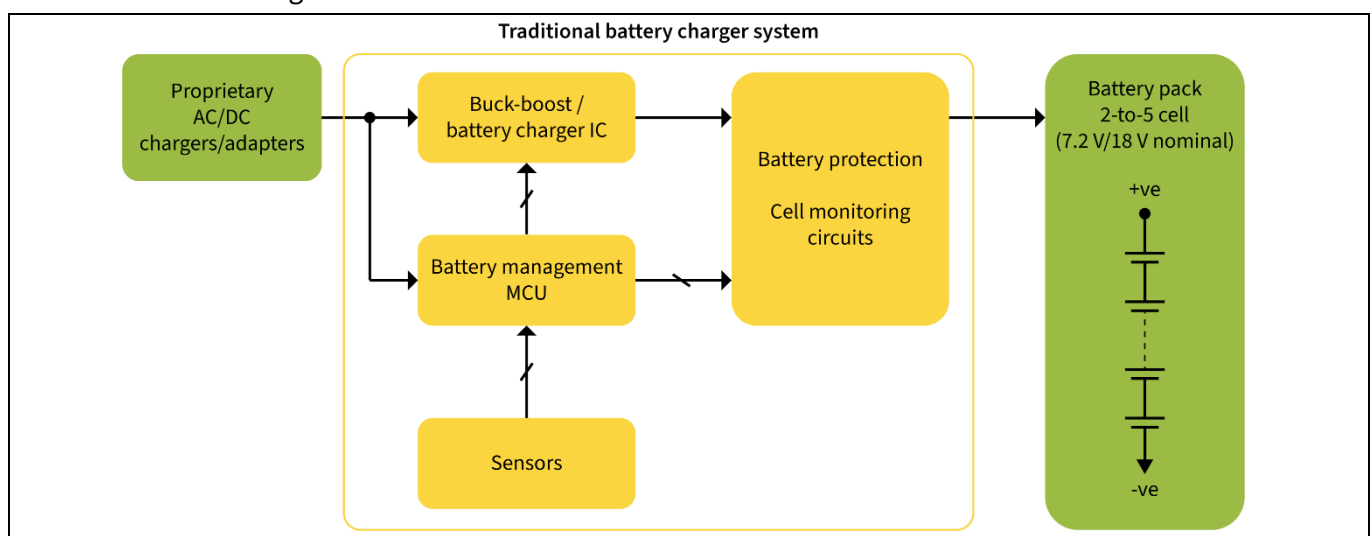 Traditional battery charger system
Proprietary
AC/DC
chargers/adapters
Buck-boost /
battery charger IC
Battery management
MCU
Sensors
Battery protection
Cell monitoring
circuits
Battery pack
2-to-5 cell
(7.2 V/18 V nominal)
+ve
-ve